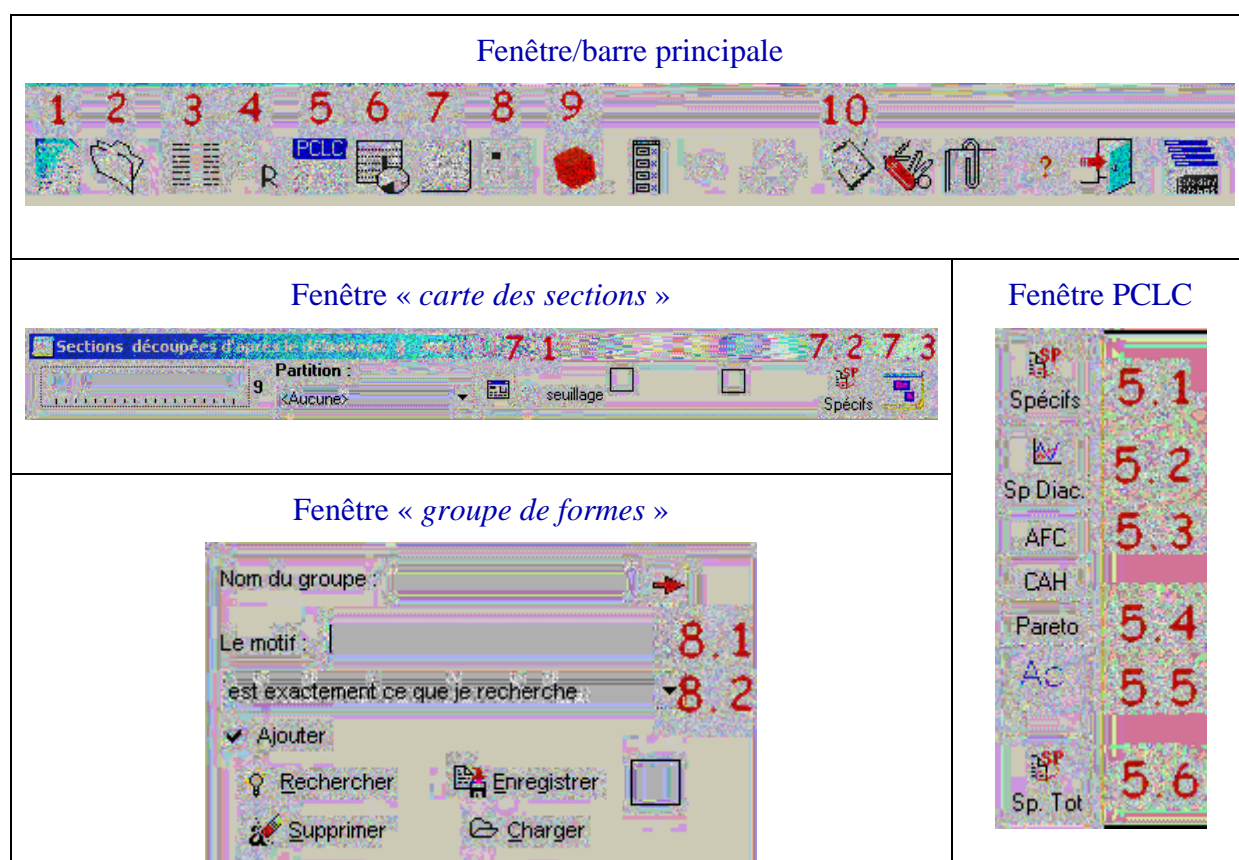 Fenêtre/barre principale
1 2 3 4 5 6 7 8 9 10
R PCLC ?
Fenêtre « carte des sections »
Sections découpées d'après le délimiteur 7.1 7.2 7.3
9 Partition :
<Aucune> seuillage Spécifs
Fenêtre « groupe de formes »
Nom du groupe :
Le motif : 8.1
est exactement ce que je recherche 8.2
Ajouter
Rechercher Enregistrer
Supprimer Charger
Fenêtre PCLC
SP
Spécifs 5.1
Sp Diac. 5.2
AFC 5.3
CAH
Pareto 5.4
AC 5.5
SP
Sp. Tot 5.6